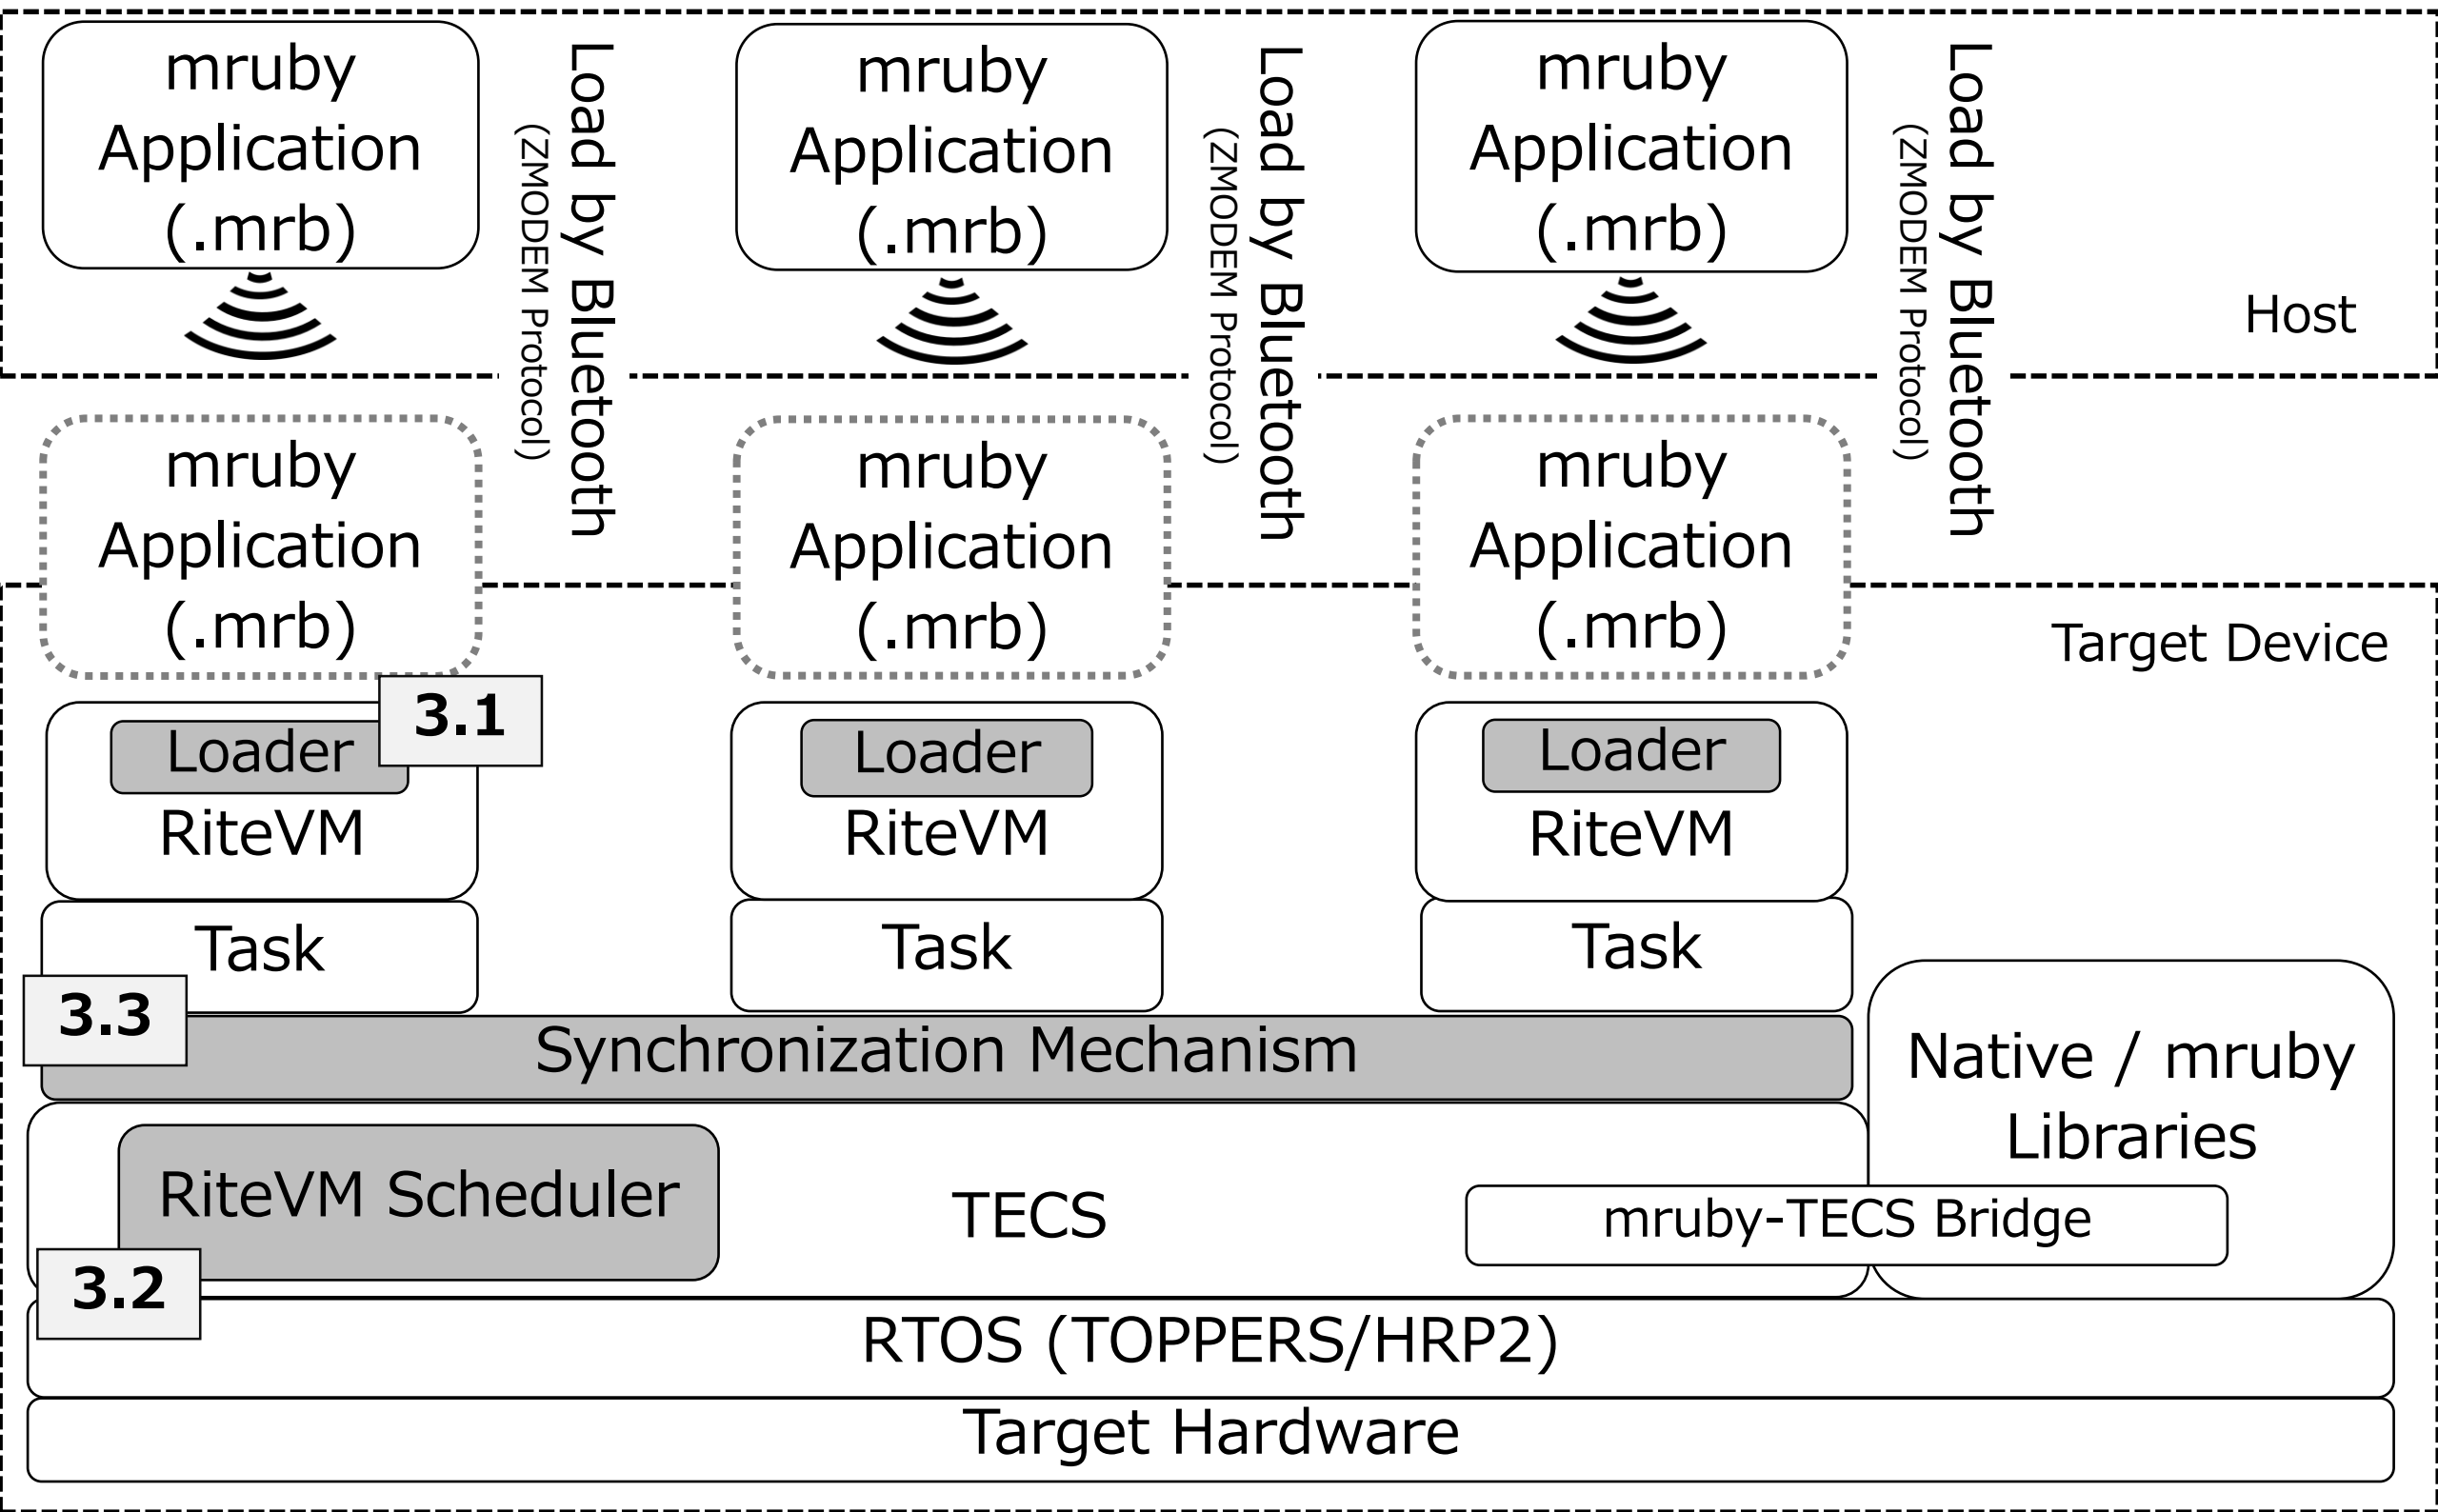 mruby
Application
(.mrb)
Load by Bluetooth
(ZMODEM Protocol)
mruby
Application
(.mrb)
Load by Bluetooth
(ZMODEM Protocol)
mruby
Application
(.mrb)
Load by Bluetooth
(ZMODEM Protocol)
Host
mruby
Application
(.mrb)
mruby
Application
(.mrb)
mruby
Application
(.mrb)
Target Device
3.1
Loader
RiteVM
Loader
RiteVM
Loader
RiteVM
Task
Task
Task
3.3
Synchronization Mechanism
Native / mruby
Libraries
RiteVM Scheduler
TECS
mruby-TECS Bridge
3.2
RTOS (TOPPERS/HRP2)
Target Hardware